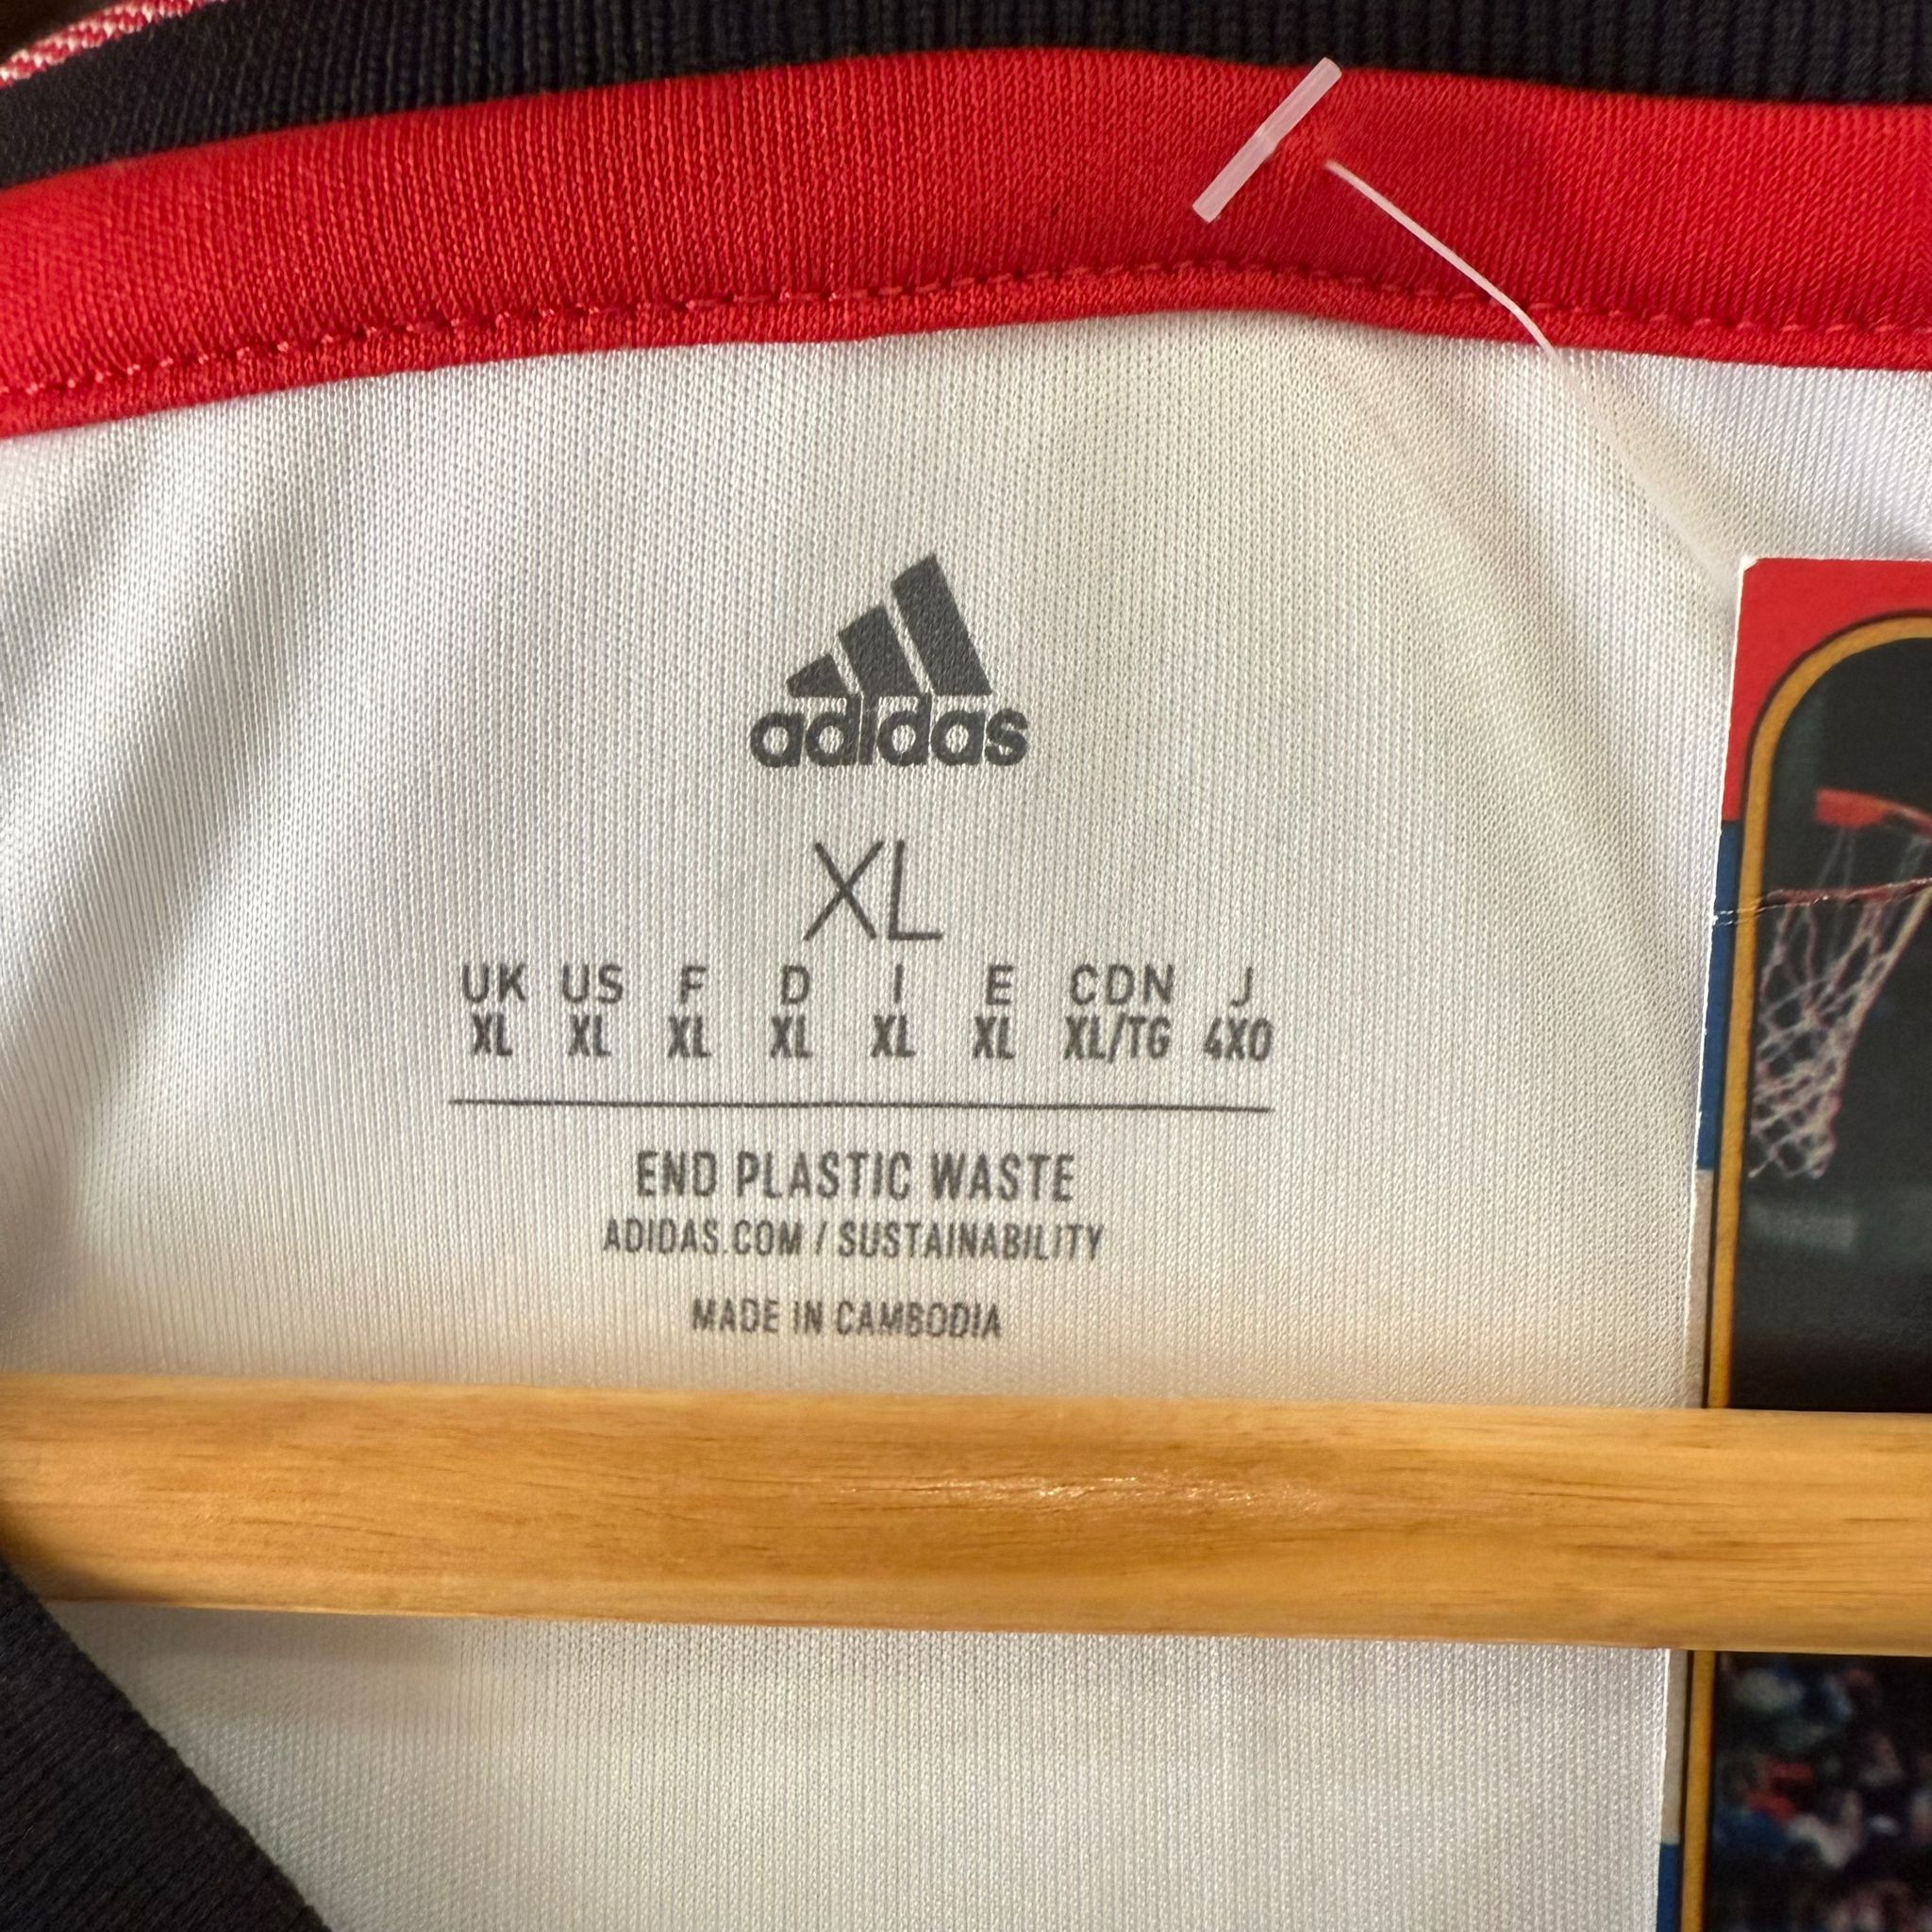 adidas
XL
UK US F D I E CDN J
XL XL XL XL XL XL XL/TG 4XO
END PLASTIC WASTE
ADIDAS.COM / SUSTAINABILITY
MADE IN CAMBODIA